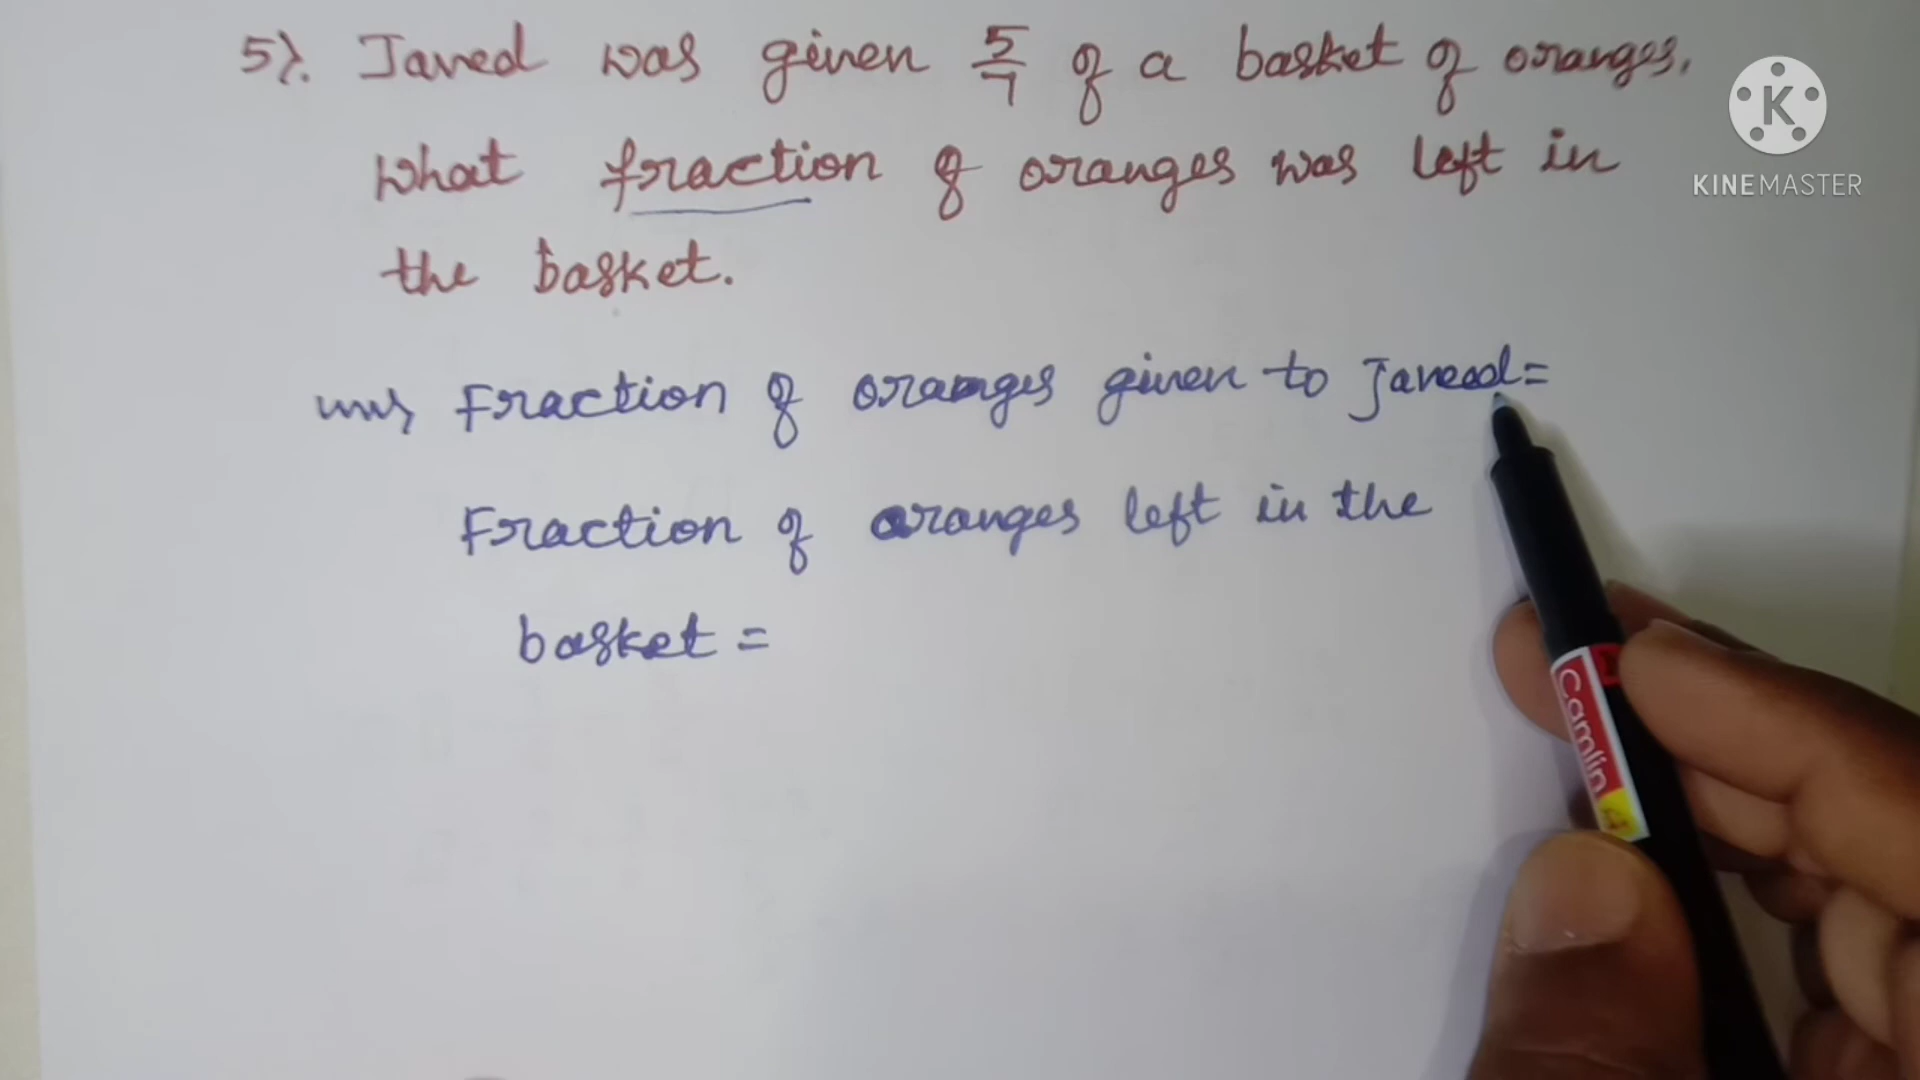 5). Javed was given 5/7 of a basket of oranges.
What fraction of oranges was left in
the basket.
Fraction of oranges given to Javed=
Fraction of oranges left in the
basket =
K
KINEMASTER
Camlin